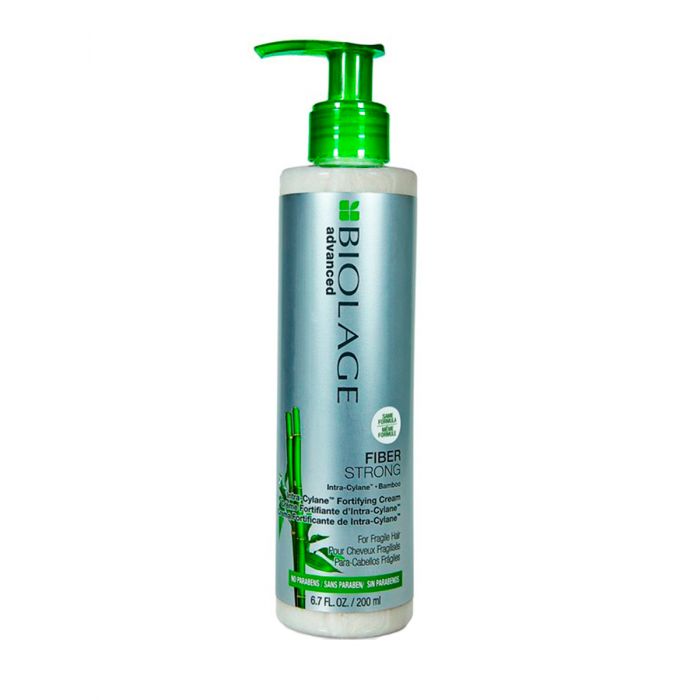 BIOLAGE
advanced
SAME
FORMULA
MÊME
FORMULE
FIBER
STRONG
Intra-Cylane™ • Bamboo
Intra-Cylane™ Fortifying Cream
Crème Fortifiante d'Intra-Cylane™
Crema Fortificante de Intra-Cylane™
For Fragile Hair
Pour Cheveux Fragilisés
Para Cabellos Frágiles
NO PARABENS / SANS PARABEN / SIN PARABENOS
6.7 FL. OZ. / 200 ml